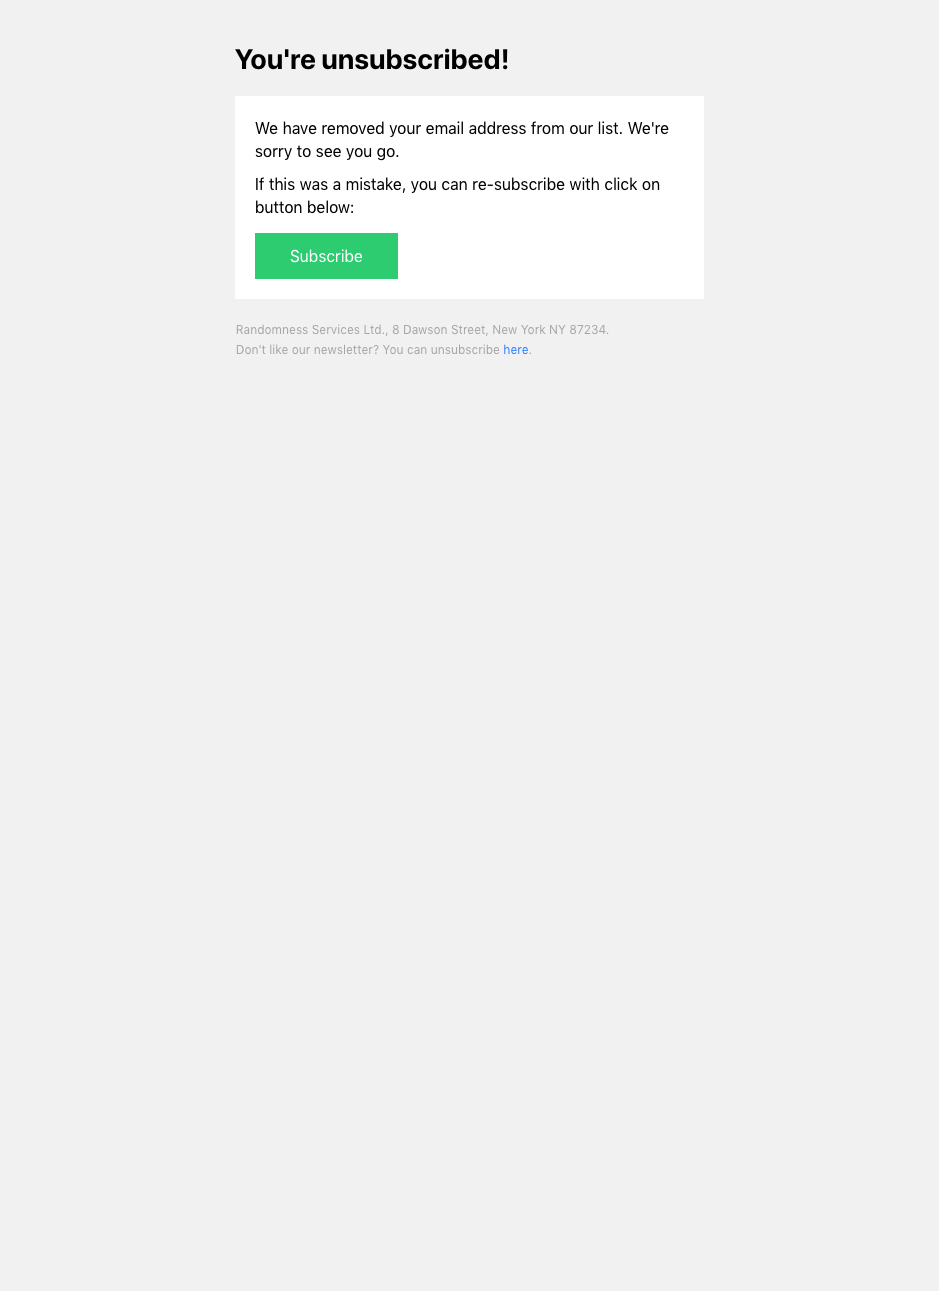 You're unsubscribed!
We have removed your email address from our list. We're
sorry to see you go.
If this was a mistake, you can re-subscribe with click on
button below:
Subscribe
Randomness Services Ltd., 8 Dawson Street, New York NY 87234.
Don't like our newsletter? You can unsubscribe here.